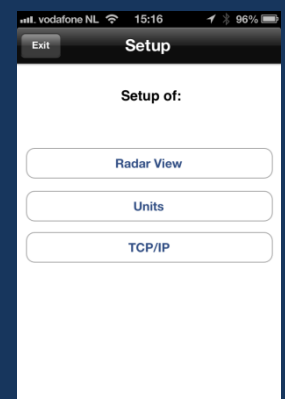 vodafone NL 15:16 96%
Exit Setup
Setup of:
Radar View
Units
TCP/IP